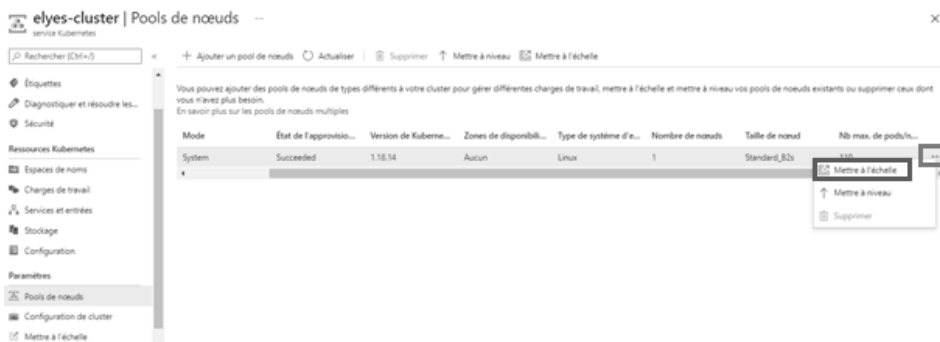 elyes-cluster | Pools de nœuds ...
service Kubernetes
Rechercher (Ctrl+/)
Ajouter un pool de nœuds Actualiser Supprimer Mettre à niveau Mettre à l'échelle
Étiquettes
Diagnostiquer et résoudre les...
Sécurité
Ressources Kubernetes
Espaces de noms
Charges de travail
Services et entrées
Stockage
Configuration
Paramètres
Pools de nœuds
Configuration de cluster
Mettre à l'échelle
Vous pouvez ajouter des pools de nœuds de types différents à votre cluster pour gérer différentes charges de travail, mettre à l'échelle et mettre à niveau vos pools de nœuds existants ou supprimer ceux dont
vous n'avez plus besoin.
En savoir plus sur les pools de nœuds multiples
Mode État de l'approvisio... Version de Kuberne... Zones de disponibili... Type de système d'e... Nombre de nœuds Taille de nœud Nb max. de pods/n...
System Succeeded 1.18.14 Aucun Linux 1 Standard_B2s 110 ...
Mettre à l'échelle
Mettre à niveau
Supprimer